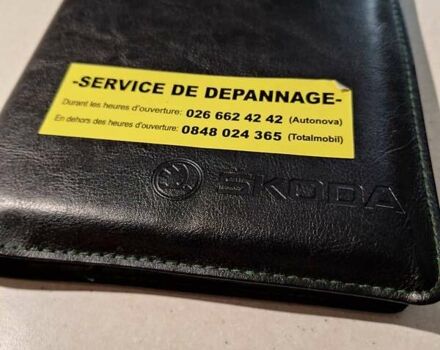 -SERVICE DE DEPANNAGE-
Durant les heures d'ouverture: 026 662 42 42 (Autonova)
En dehors des heures d'ouverture: 0848 024 365 (Totalmobil)
SKODA